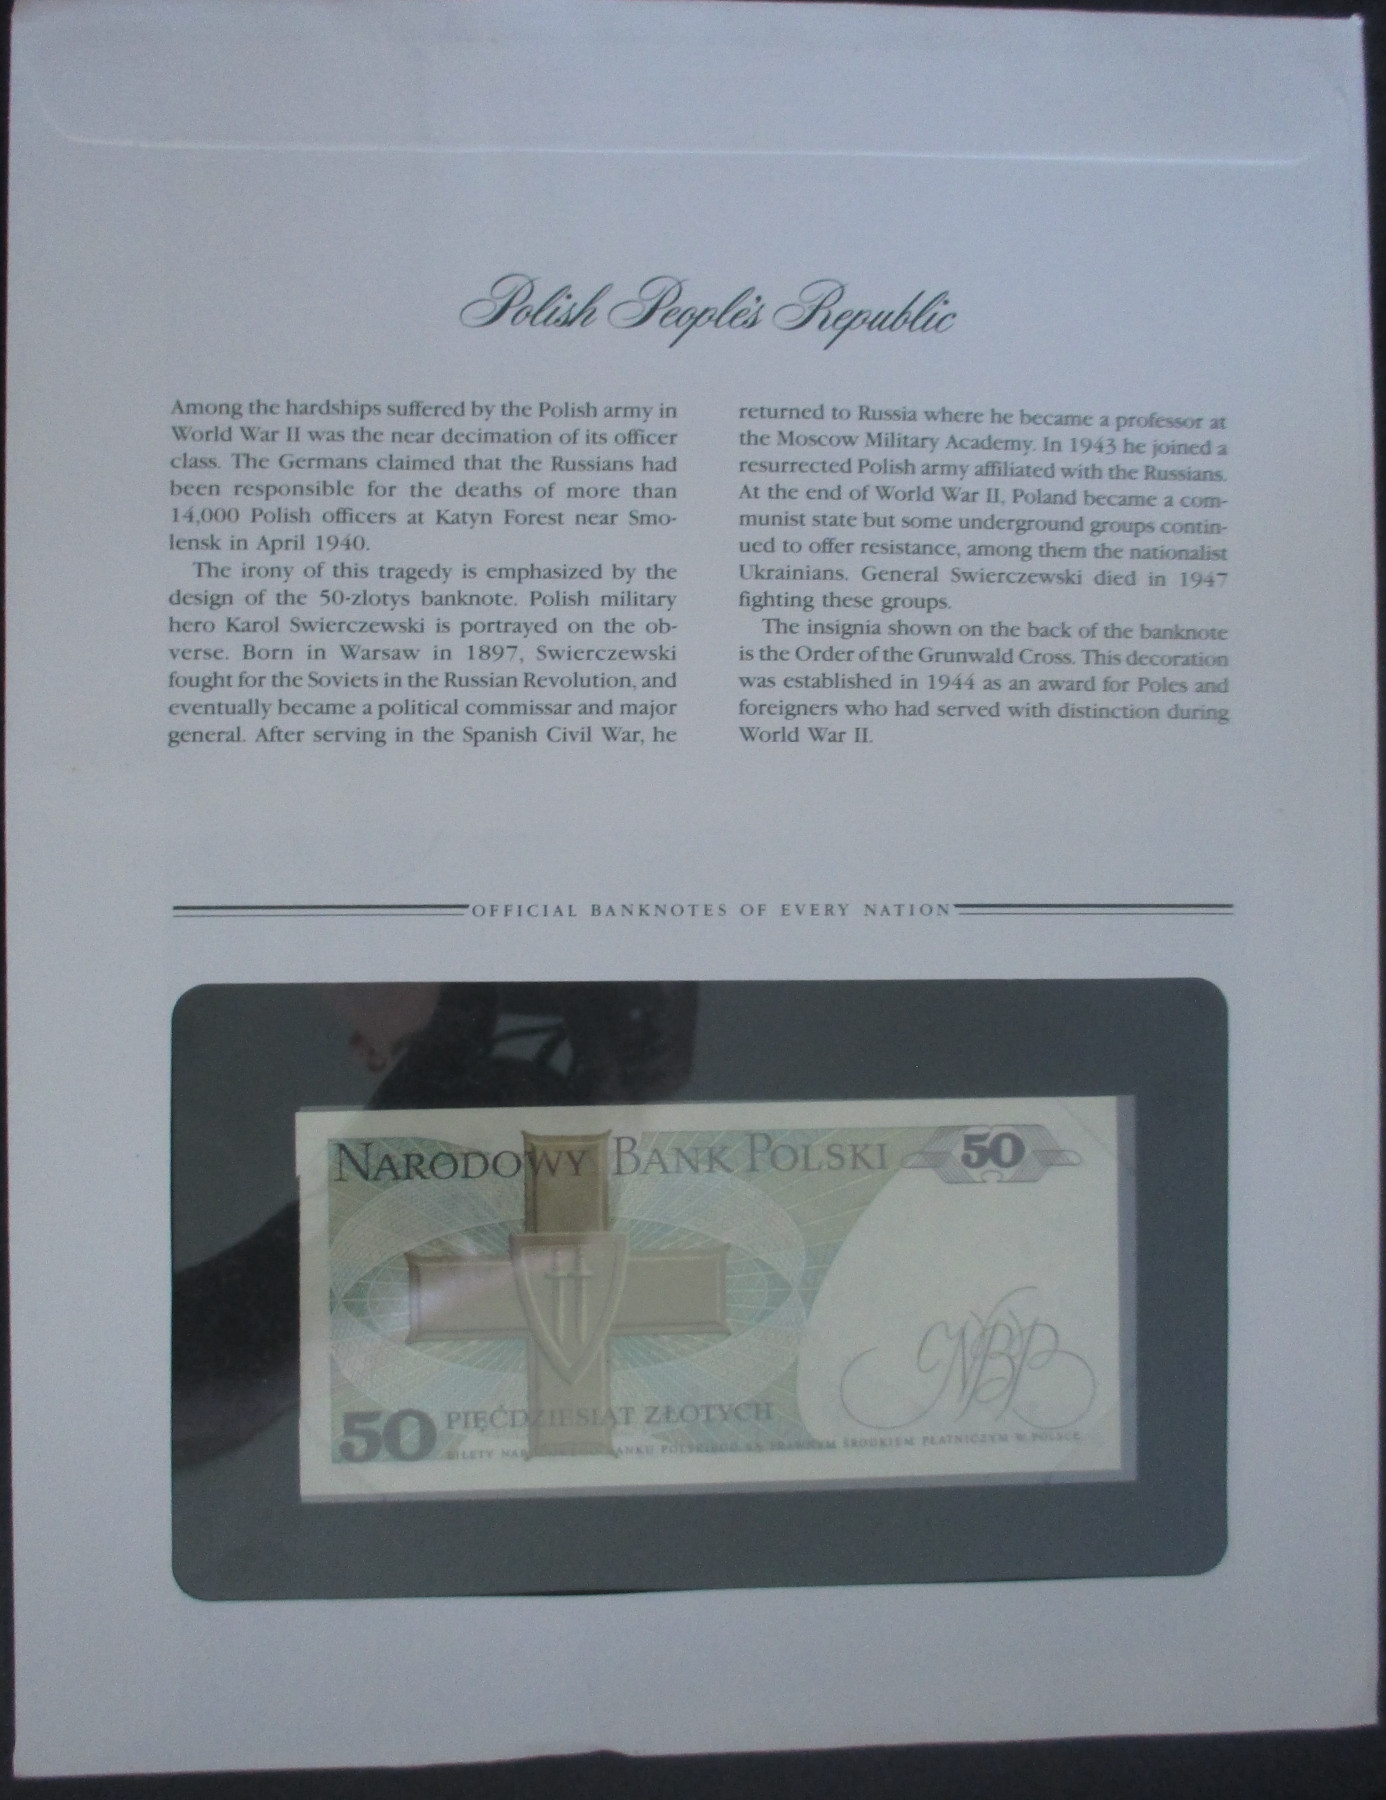 Polish People's Republic
Among the hardships suffered by the Polish army in
World War II was the near decimation of its officer
class. The Germans claimed that the Russians had
been responsible for the deaths of more than
14,000 Polish officers at Katyn Forest near Smo-
lensk in April 1940.
The irony of this tragedy is emphasized by the
design of the 50-zlotys banknote. Polish military
hero Karol Swierczewski is portrayed on the ob-
verse. Born in Warsaw in 1897, Swierczewski
fought for the Soviets in the Russian Revolution, and
eventually became a political commissar and major
general. After serving in the Spanish Civil War, he
returned to Russia where he became a professor at
the Moscow Military Academy. In 1943 he joined a
resurrected Polish army affiliated with the Russians.
At the end of World War II, Poland became a com-
munist state but some underground groups contin-
ued to offer resistance, among them the nationalist
Ukrainians. General Swierczewski died in 1947
fighting these groups.
The insignia shown on the back of the banknote
is the Order of the Grunwald Cross. This decoration
was established in 1944 as an award for Poles and
foreigners who had served with distinction during
World War II.
OFFICIAL BANKNOTES OF EVERY NATION
NARODOWY BANK POLSKI 50
NBP
50 PIĘĆDZIESIĄT ZŁOTYCH
BILETY NARODOWEGO BANKU POLSKIEGO SĄ PRAWNYM ŚRODKIEM PŁATNICZYM W POLSCE